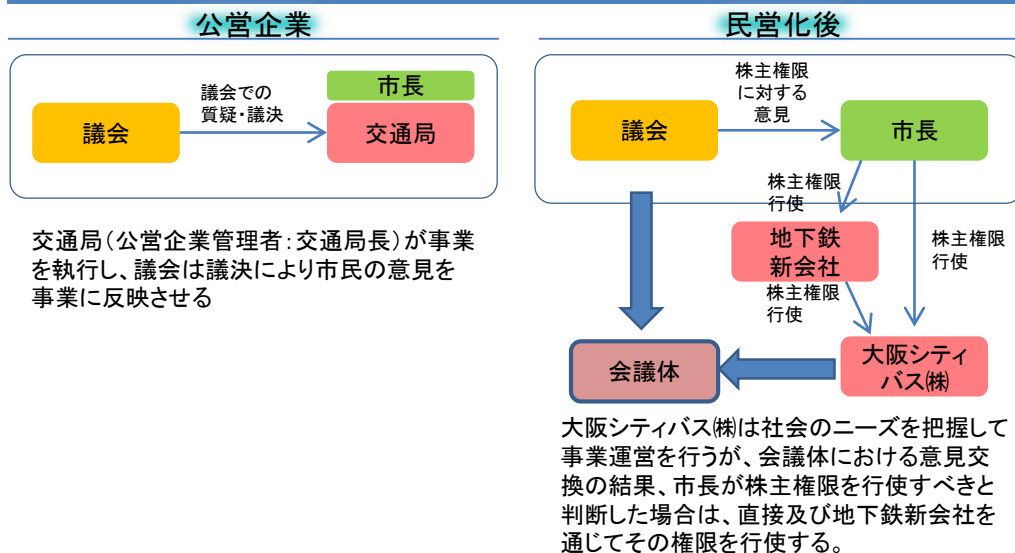 公営企業
議会
議会での
質疑・議決
市長
交通局
交通局（公営企業管理者：交通局長）が事業
を執行し、議会は議決により市民の意見を
事業に反映させる
民営化後
議会
株主権限
に対する
意見
市長
株主権限
行使
地下鉄
新会社
株主権限
行使
株主権限
行使
会議体
大阪シティ
バス㈱
大阪シティバス㈱は社会のニーズを把握して
事業運営を行うが、会議体における意見交
換の結果、市長が株主権限を行使すべきと
判断した場合は、直接及び地下鉄新会社を
通じてその権限を行使する。